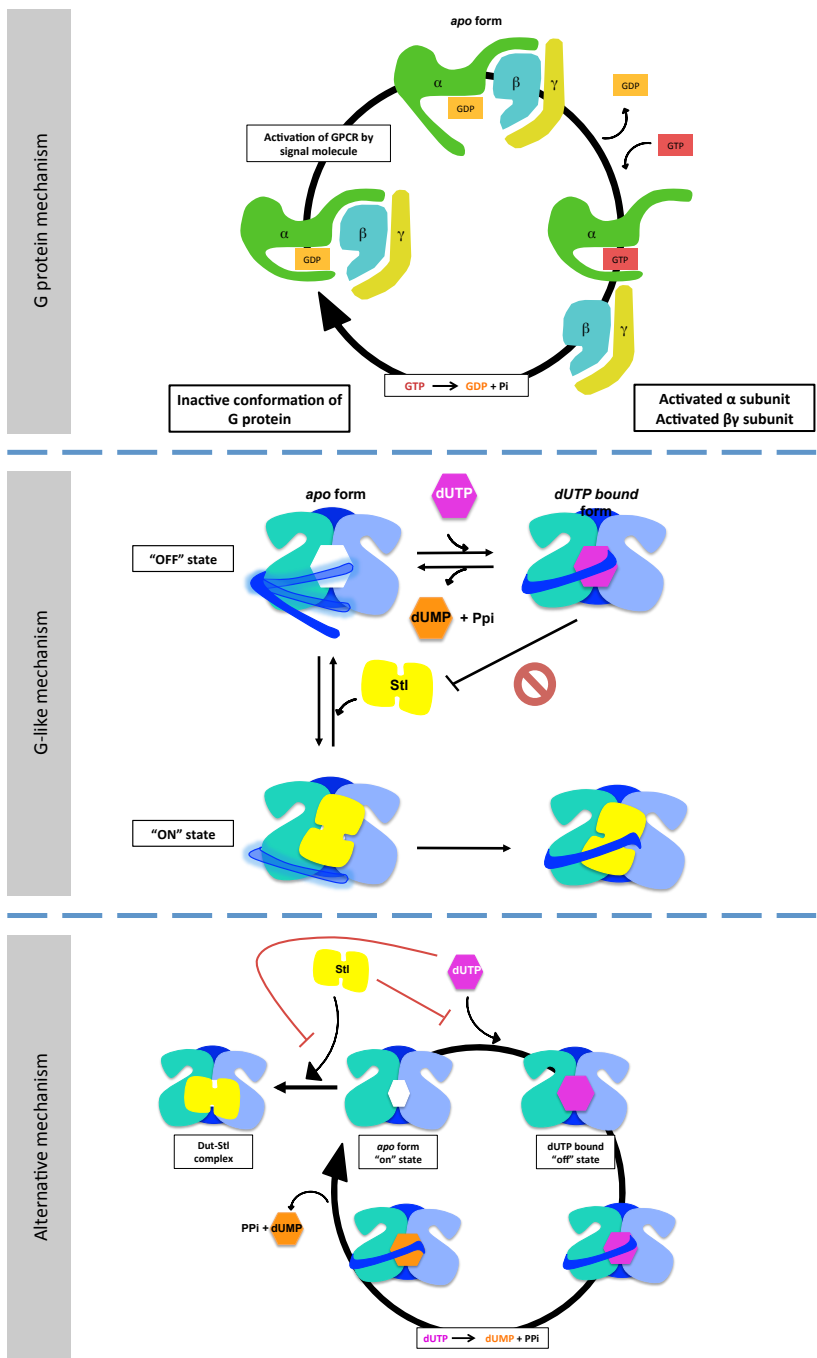 G protein mechanism
apo form
α
β
γ
GDP
GDP
GTP
Activation of GPCR by
signal molecule
α
β
γ
GDP
α
GTP
β
γ
GTP → GDP + Pi
Inactive conformation of
G protein
Activated α subunit
Activated βγ subunit
G-like mechanism
apo form
dUTP
dUTP bound
form
"OFF" state
dUMP + Ppi
Stl
"ON" state
Alternative mechanism
Stl
dUTP
Dut-Stl
complex
apo form
"on" state
dUTP bound
"off" state
PPi + dUMP
dUTP → dUMP + PPi